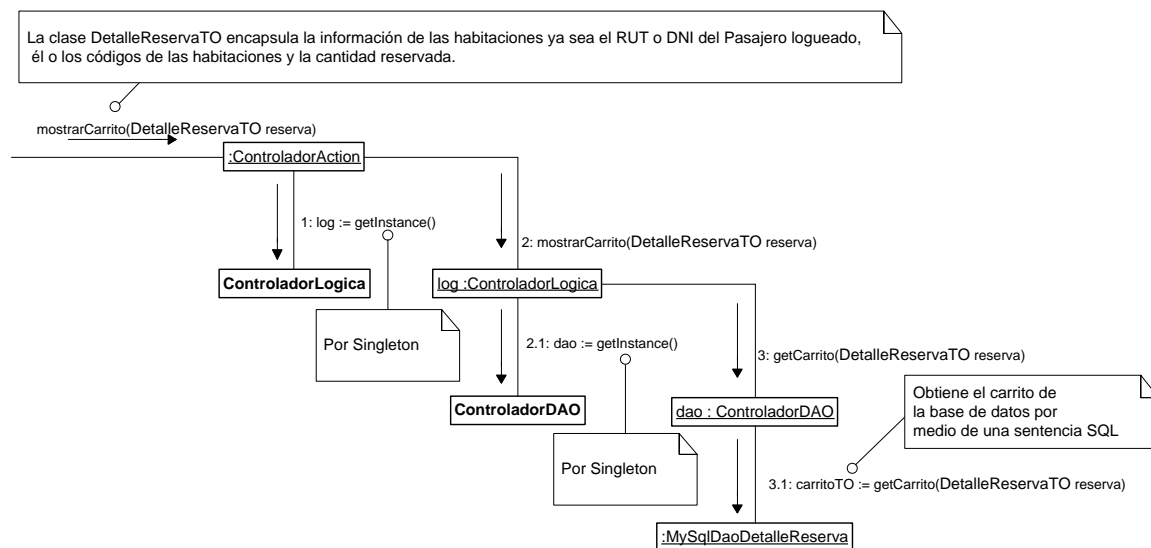 La clase DetalleReservaTO encapsula la información de las habitaciones ya sea el RUT o DNI del Pasajero logueado,
él o los códigos de las habitaciones y la cantidad reservada.
mostrarCarrito(DetalleReservaTO reserva)
:ControladorAction
1: log := getInstance()
2: mostrarCarrito(DetalleReservaTO reserva)
ControladorLogica
log :ControladorLogica
Por Singleton
2.1: dao := getInstance()
3: getCarrito(DetalleReservaTO reserva)
ControladorDAO
dao : ControladorDAO
Obtiene el carrito de
la base de datos por
medio de una sentencia SQL
Por Singleton
3.1: carritoTO := getCarrito(DetalleReservaTO reserva)
:MySqlDaoDetalleReserva